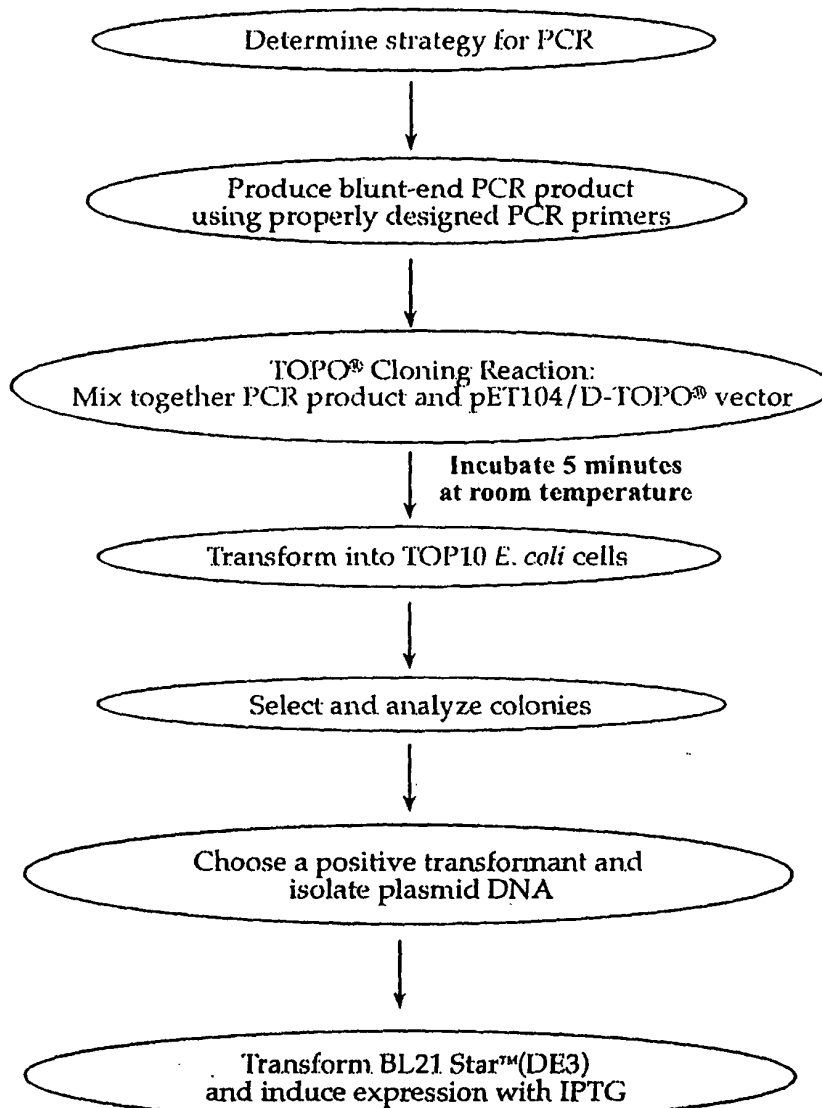 Determine strategy for PCR
Produce blunt-end PCR product
using properly designed PCR primers
TOPO® Cloning Reaction:
Mix together PCR product and pET104/D-TOPO® vector
Incubate 5 minutes
at room temperature
Transform into TOP10 E. coli cells
Select and analyze colonies
Choose a positive transformant and
isolate plasmid DNA
Transform BL21 Star™(DE3)
and induce expression with IPTG